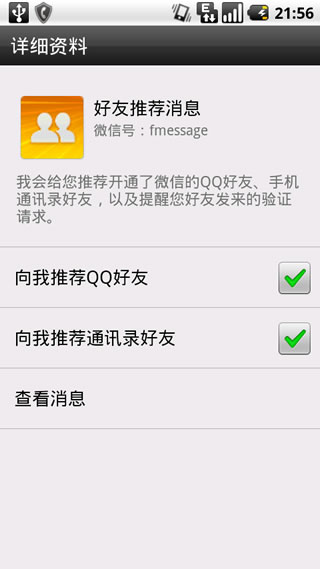 21:56
详细资料
好友推荐消息
微信号：fmessage
我会给您推荐开通了微信的QQ好友、手机
通讯录好友，以及提醒您好友发来的验证
请求。
向我推荐QQ好友
向我推荐通讯录好友
查看消息